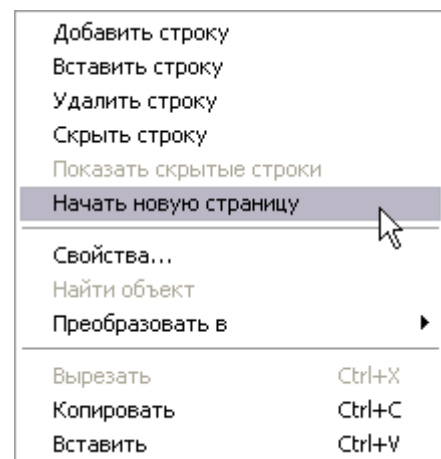 Добавить строку
Вставить строку
Удалить строку
Скрыть строку
Показать скрытые строки
Начать новую страницу
Свойства...
Найти объект
Преобразовать в
Вырезать Ctrl+X
Копировать Ctrl+C
Вставить Ctrl+V